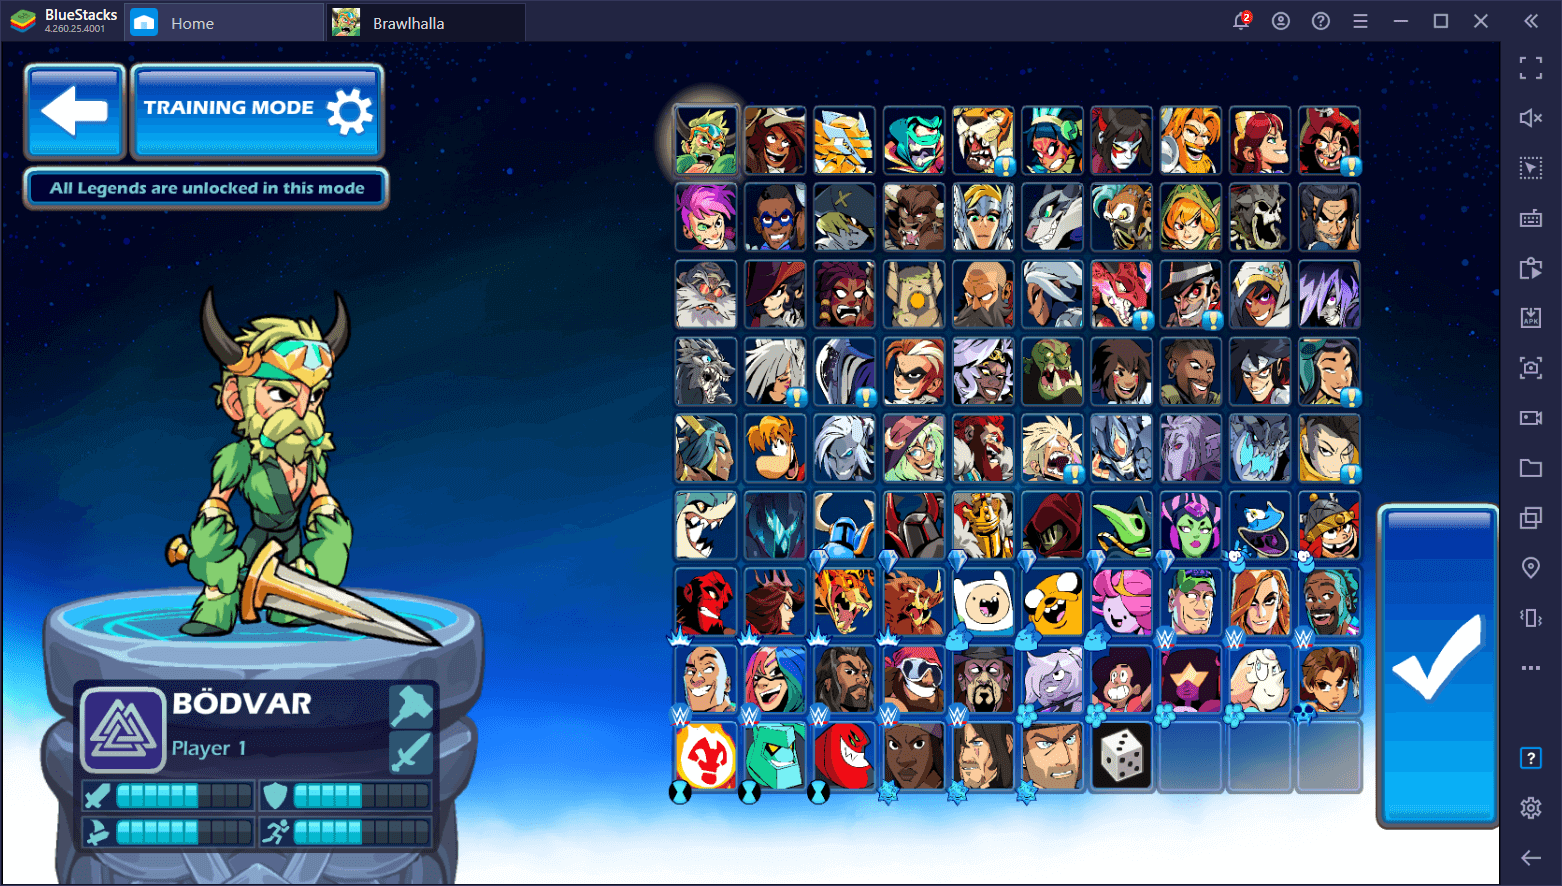 BlueStacks
4.260.25.4001
Home
Brawlhalla
2
TRAINING MODE
All Legends are unlocked in this mode
BÖDVAR
Player 1